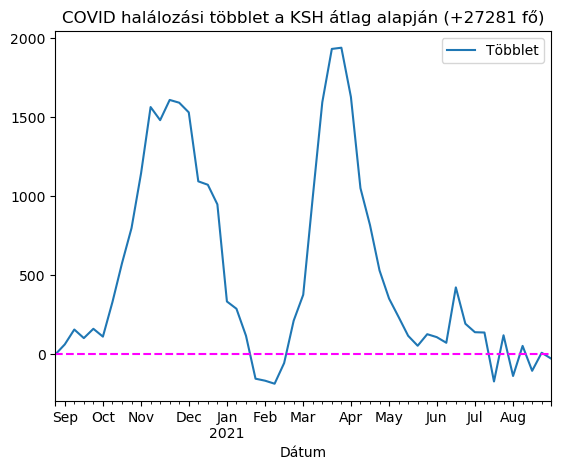 COVID halálozási többlet a KSH átlag alapján (+27281 fő)
Többlet
2000
1500
1000
500
0
Sep Oct Nov Dec Jan Feb Mar Apr May Jun Jul Aug
2021
Dátum